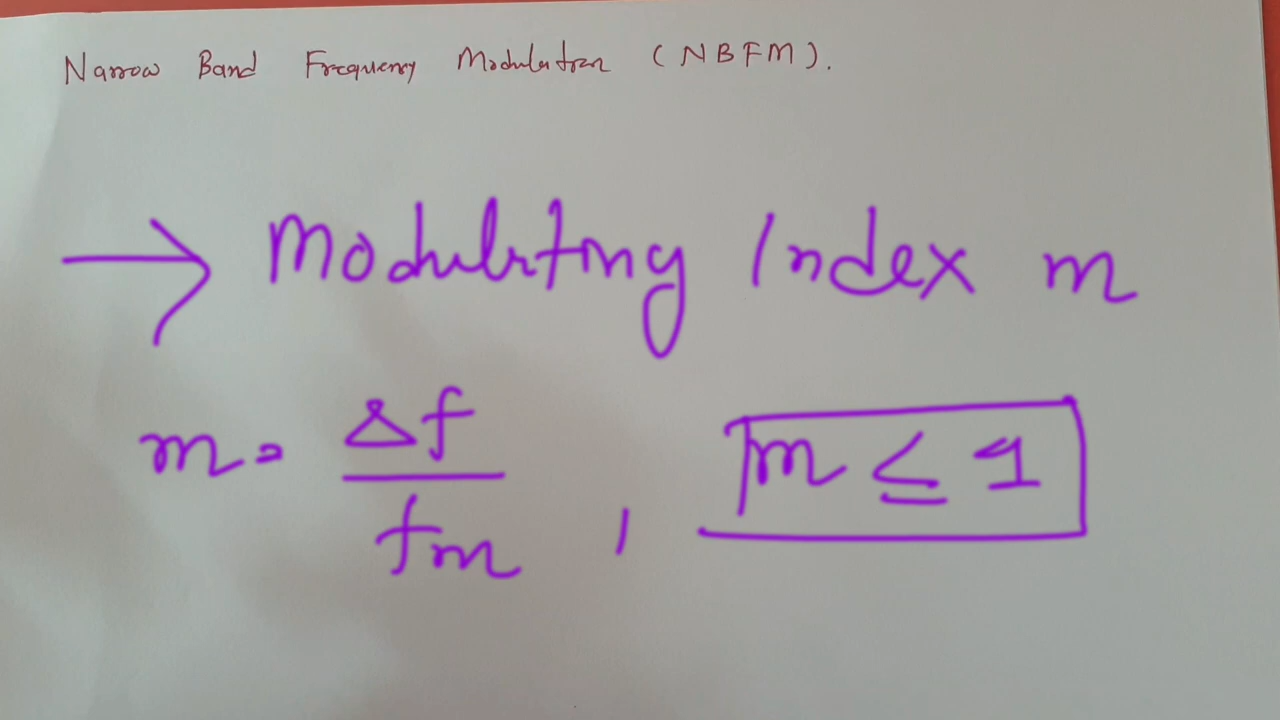 Narrow Band Frequency Modulation (NBFM).
→ Modulating Index m
m = Δf / fm , m ≤ 1